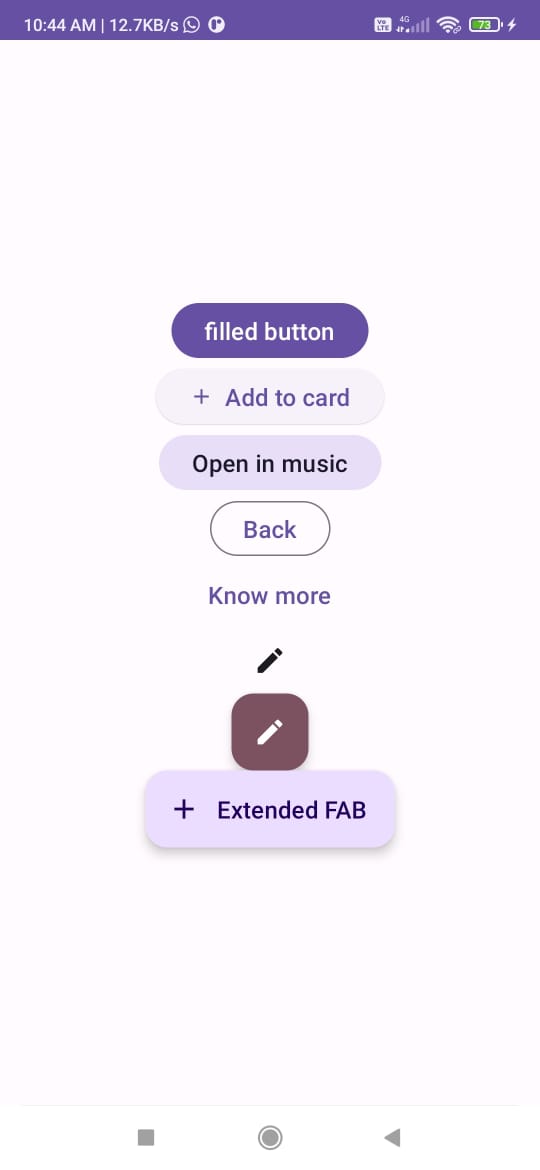 10:44 AM | 12.7KB/s
Vo LTE 4G 73
filled button
+ Add to card
Open in music
Back
Know more
+ Extended FAB